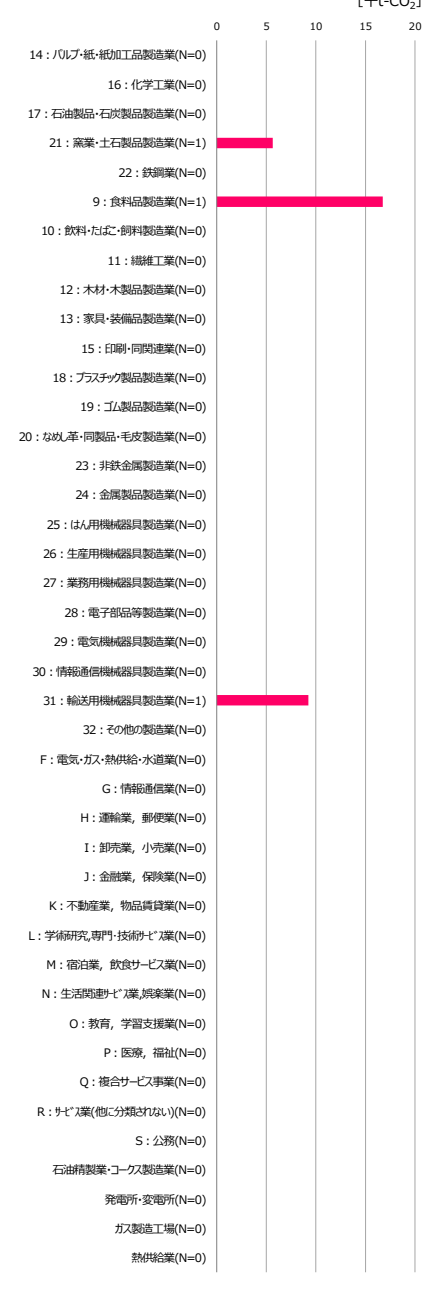 [千t-CO₂]
0 5 10 15 20
14：パルプ・紙・紙加工品製造業(N=0)
16：化学工業(N=0)
17：石油製品・石炭製品製造業(N=0)
21：窯業・土石製品製造業(N=1)
22：鉄鋼業(N=0)
9：食料品製造業(N=1)
10：飲料・たばこ・飼料製造業(N=0)
11：繊維工業(N=0)
12：木材・木製品製造業(N=0)
13：家具・装備品製造業(N=0)
15：印刷・同関連業(N=0)
18：プラスチック製品製造業(N=0)
19：ゴム製品製造業(N=0)
20：なめし革・同製品・毛皮製造業(N=0)
23：非鉄金属製造業(N=0)
24：金属製品製造業(N=0)
25：はん用機械器具製造業(N=0)
26：生産用機械器具製造業(N=0)
27：業務用機械器具製造業(N=0)
28：電子部品等製造業(N=0)
29：電気機械器具製造業(N=0)
30：情報通信機械器具製造業(N=0)
31：輸送用機械器具製造業(N=1)
32：その他の製造業(N=0)
F：電気・ガス・熱供給・水道業(N=0)
G：情報通信業(N=0)
H：運輸業，郵便業(N=0)
I：卸売業，小売業(N=0)
J：金融業，保険業(N=0)
K：不動産業，物品賃貸業(N=0)
L：学術研究,専門・技術ｻｰﾋﾞｽ業(N=0)
M：宿泊業，飲食サービス業(N=0)
N：生活関連ｻｰﾋﾞｽ業,娯楽業(N=0)
O：教育，学習支援業(N=0)
P：医療，福祉(N=0)
Q：複合サービス事業(N=0)
R：ｻｰﾋﾞｽ業(他に分類されない)(N=0)
S：公務(N=0)
石油精製業・コークス製造業(N=0)
発電所・変電所(N=0)
ガス製造工場(N=0)
熱供給業(N=0)